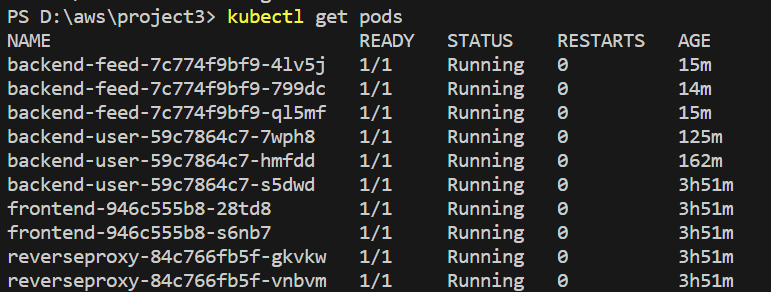 PS D:\aws\project3> kubectl get pods
NAME READY STATUS RESTARTS AGE
backend-feed-7c774f9bf9-4lv5j 1/1 Running 0 15m
backend-feed-7c774f9bf9-799dc 1/1 Running 0 14m
backend-feed-7c774f9bf9-ql5mf 1/1 Running 0 15m
backend-user-59c7864c7-7wph8 1/1 Running 0 125m
backend-user-59c7864c7-hmfdd 1/1 Running 0 162m
backend-user-59c7864c7-s5dwd 1/1 Running 0 3h51m
frontend-946c555b8-28td8 1/1 Running 0 3h51m
frontend-946c555b8-s6nb7 1/1 Running 0 3h51m
reverseproxy-84c766fb5f-gkvkw 1/1 Running 0 3h51m
reverseproxy-84c766fb5f-vnbvm 1/1 Running 0 3h51m